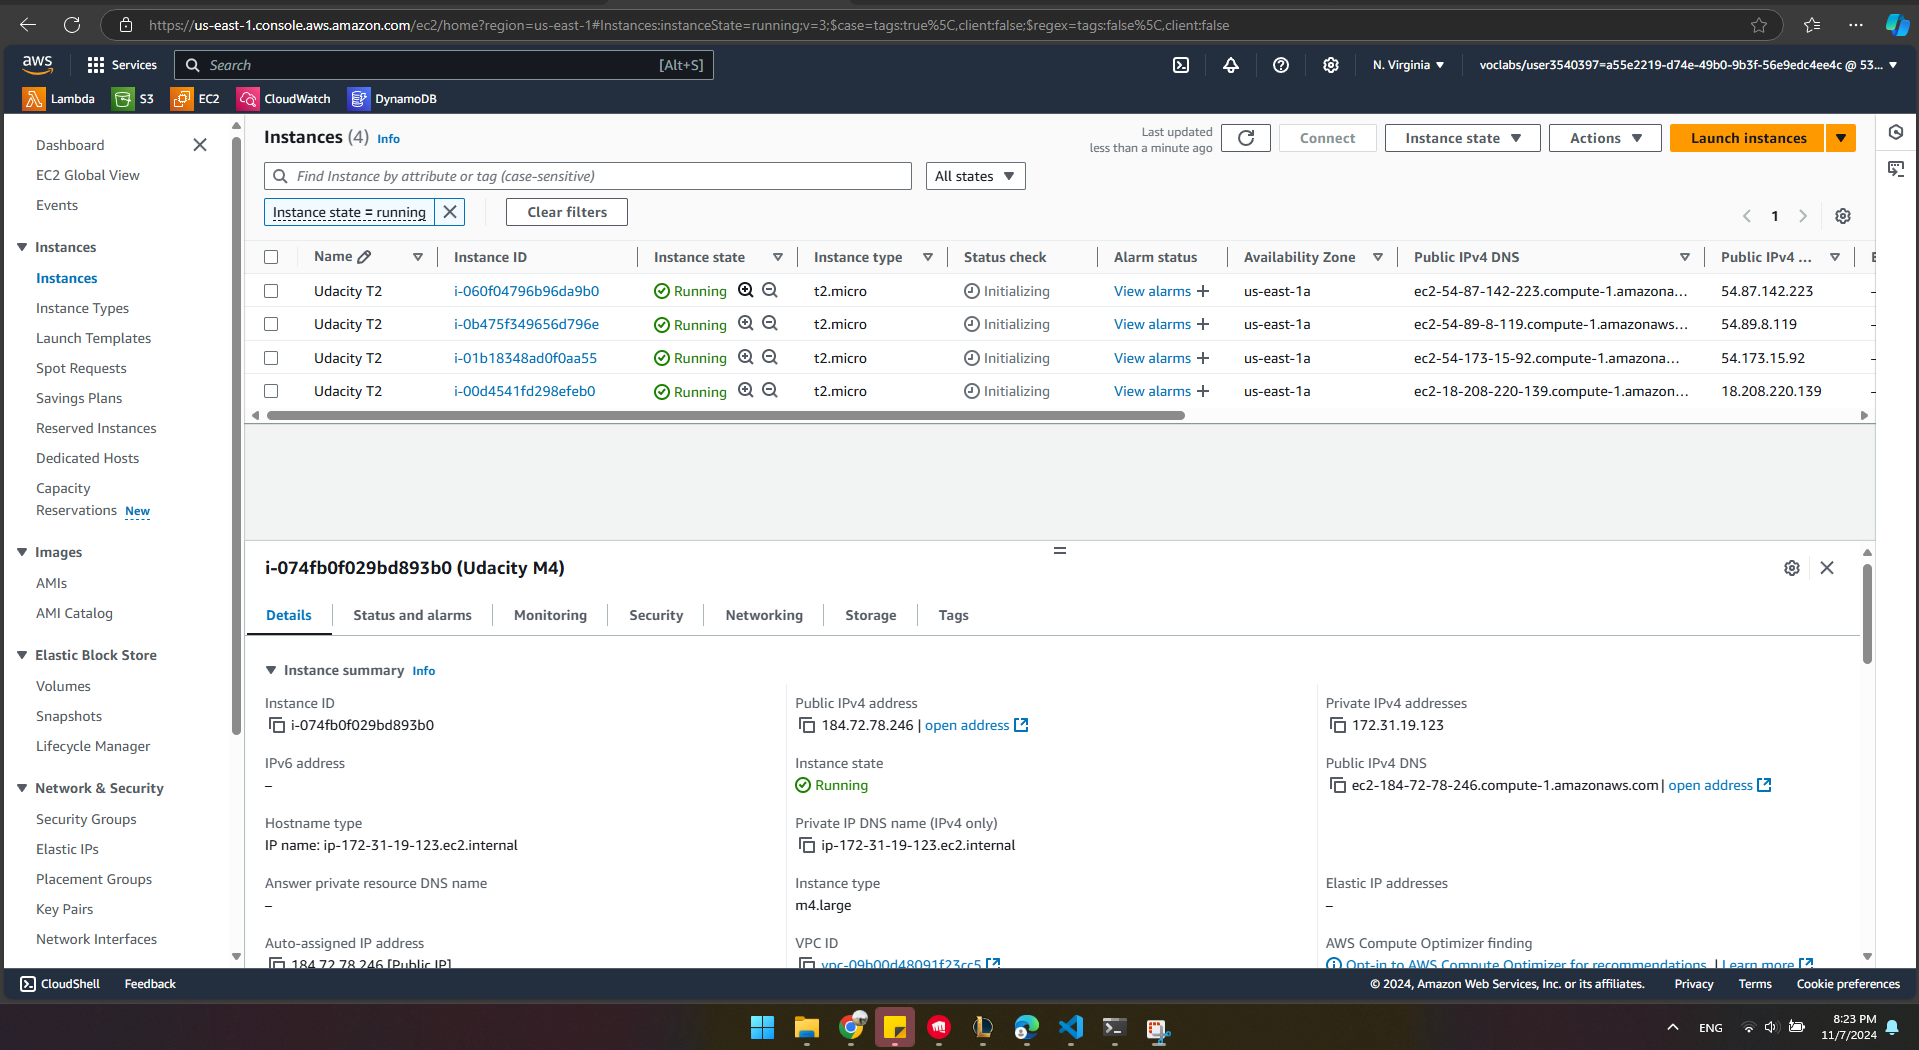 https://us-east-1.console.aws.amazon.com/ec2/home?region=us-east-1#Instances:instanceState=running;v=3;$case=tags:true%5C,client:false;$regex=tags:false%5C,client:false
aws Services Search [Alt+S] N. Virginia voclabs/user3540397=a55e2219-d74e-49b0-9b3f-56e9edc4ee4c @ 53...
Lambda S3 EC2 CloudWatch DynamoDB
Dashboard
EC2 Global View
Events
Instances
Instances
Instance Types
Launch Templates
Spot Requests
Savings Plans
Reserved Instances
Dedicated Hosts
Capacity
Reservations New
Images
AMIs
AMI Catalog
Elastic Block Store
Volumes
Snapshots
Lifecycle Manager
Network & Security
Security Groups
Elastic IPs
Placement Groups
Key Pairs
Network Interfaces
Instances (4) Info
Last updated
less than a minute ago
Connect Instance state Actions Launch instances
Find Instance by attribute or tag (case-sensitive) All states
Instance state = running Clear filters 1
Name Instance ID Instance state Instance type Status check Alarm status Availability Zone Public IPv4 DNS Public IPv4 ...
Udacity T2 i-060f04796b96da9b0 Running t2.micro Initializing View alarms + us-east-1a ec2-54-87-142-223.compute-1.amazona... 54.87.142.223 –
Udacity T2 i-0b475f349656d796e Running t2.micro Initializing View alarms + us-east-1a ec2-54-89-8-119.compute-1.amazonaws... 54.89.8.119 –
Udacity T2 i-01b18348ad0f0aa55 Running t2.micro Initializing View alarms + us-east-1a ec2-54-173-15-92.compute-1.amazona... 54.173.15.92 –
Udacity T2 i-00d4541fd298efeb0 Running t2.micro Initializing View alarms + us-east-1a ec2-18-208-220-139.compute-1.amazon... 18.208.220.139 –
i-074fb0f029bd893b0 (Udacity M4)
Details Status and alarms Monitoring Security Networking Storage Tags
Instance summary Info
Instance ID
i-074fb0f029bd893b0
Public IPv4 address
184.72.78.246 | open address
Private IPv4 addresses
172.31.19.123
IPv6 address
–
Instance state
Running
Public IPv4 DNS
ec2-184-72-78-246.compute-1.amazonaws.com | open address
Hostname type
IP name: ip-172-31-19-123.ec2.internal
Private IP DNS name (IPv4 only)
ip-172-31-19-123.ec2.internal
Answer private resource DNS name
–
Instance type
m4.large
Elastic IP addresses
–
Auto-assigned IP address
184.72.78.246 [Public IP]
VPC ID
vpc-09b00d48091f23cc5
AWS Compute Optimizer finding
Opt-in to AWS Compute Optimizer for recommendations. | Learn more
CloudShell Feedback © 2024, Amazon Web Services, Inc. or its affiliates. Privacy Terms Cookie preferences
ENG
8:23 PM
11/7/2024